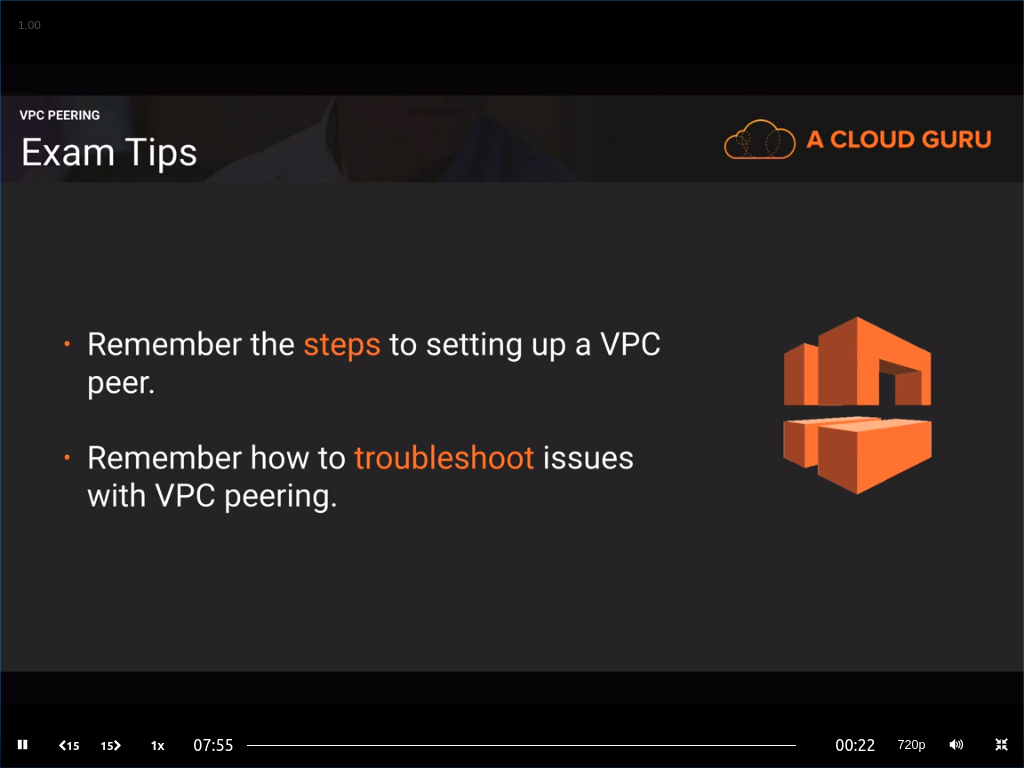 1.00
VPC PEERING
Exam Tips
A CLOUD GURU
• Remember the steps to setting up a VPC
peer.
• Remember how to troubleshoot issues
with VPC peering.
15 15 1x 07:55 00:22 720p